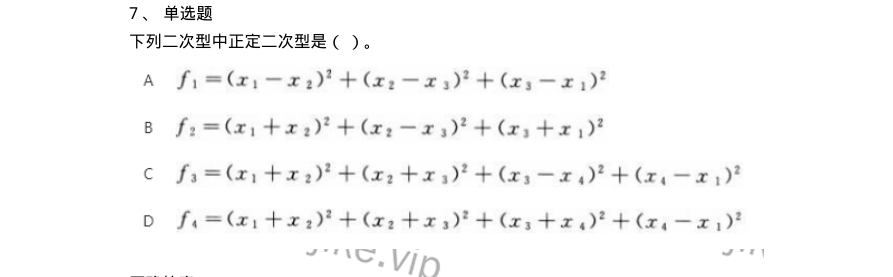 7、 单选题
下列二次型中正定二次型是（ ）。
A f₁=(x₁-x₂)²+(x₂-x₃)²+(x₃-x₁)²
B f₂=(x₁+x₂)²+(x₂-x₃)²+(x₃+x₁)²
C f₃=(x₁+x₂)²+(x₂+x₃)²+(x₃-x₄)²+(x₄-x₁)²
D f₄=(x₁+x₂)²+(x₂+x₃)²+(x₃+x₄)²+(x₄-x₁)²